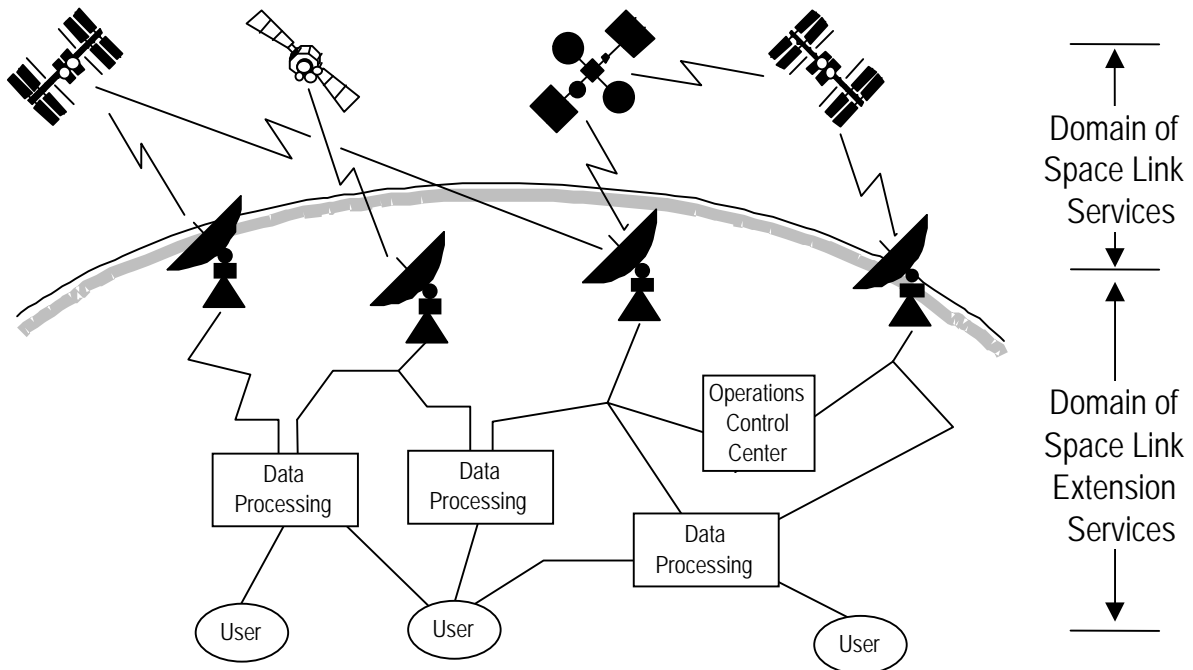 Domain of
Space Link
Services
Operations
Control
Center
Domain of
Space Link
Extension
Services
Data
Processing
Data
Processing
Data
Processing
User
User
User